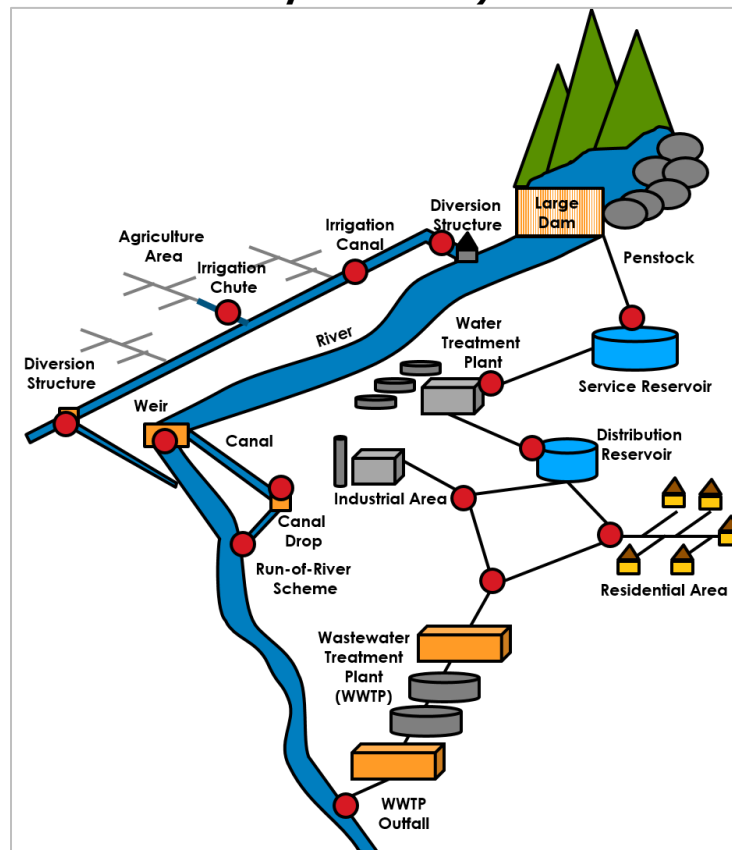 Large
Dam
Diversion
Structure
Irrigation
Canal
Agriculture
Area
Irrigation
Chute
Penstock
River
Water
Treatment
Plant
Service Reservoir
Diversion
Structure
Weir
Canal
Distribution
Reservoir
Industrial Area
Canal
Drop
Run-of-River
Scheme
Residential Area
Wastewater
Treatment
Plant
(WWTP)
WWTP
Outfall